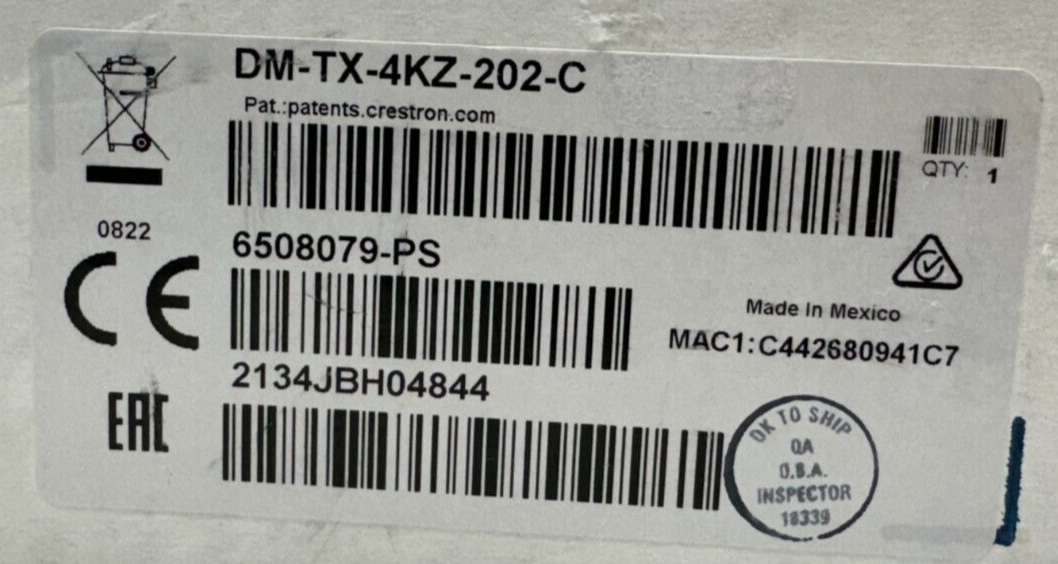 DM-TX-4KZ-202-C
Pat.:patents.crestron.com
QTY: 1
0822
6508079-PS
CE
Made In Mexico
MAC1:C442680941C7
2134JBH04844
EAC
OK TO SHIP
QA
O.B.A.
INSPECTOR
18339